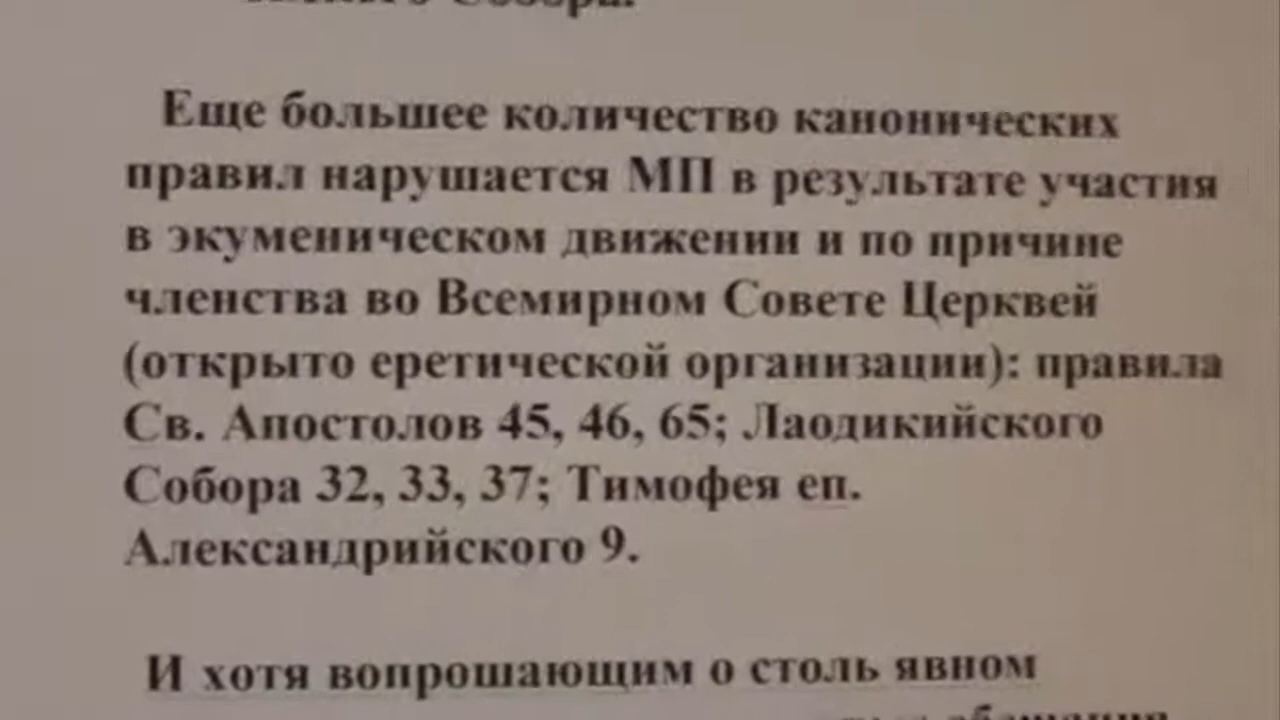 Собора.
Еще большее количество канонических
правил нарушается МП в результате участия
в экуменическом движении и по причине
членства во Всемирном Совете Церквей
(открыто еретической организации): правила
Св. Апостолов 45, 46, 65; Лаодикийского
Собора 32, 33, 37; Тимофея еп.
Александрийского 9.
И хотя вопрошающим о столь явном